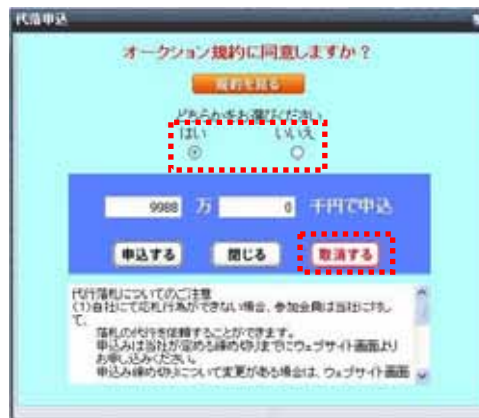 代落申込
オークション規約に同意しますか？
規約を見る
どちらかをお選びください
はい いいえ
9988 万 0 千円で申込
申込する 閉じる 取消する
代行落札についてのご注意
(1)自社にて応札行為ができない場合、参加会員は当社に対し
て、
落札の代行を依頼することができます。
申込みは当社が定める締め切りまでにウェブサイト画面より
お申し込みください。
申込み締め切りについて変更がある場合は、ウェブサイト画面